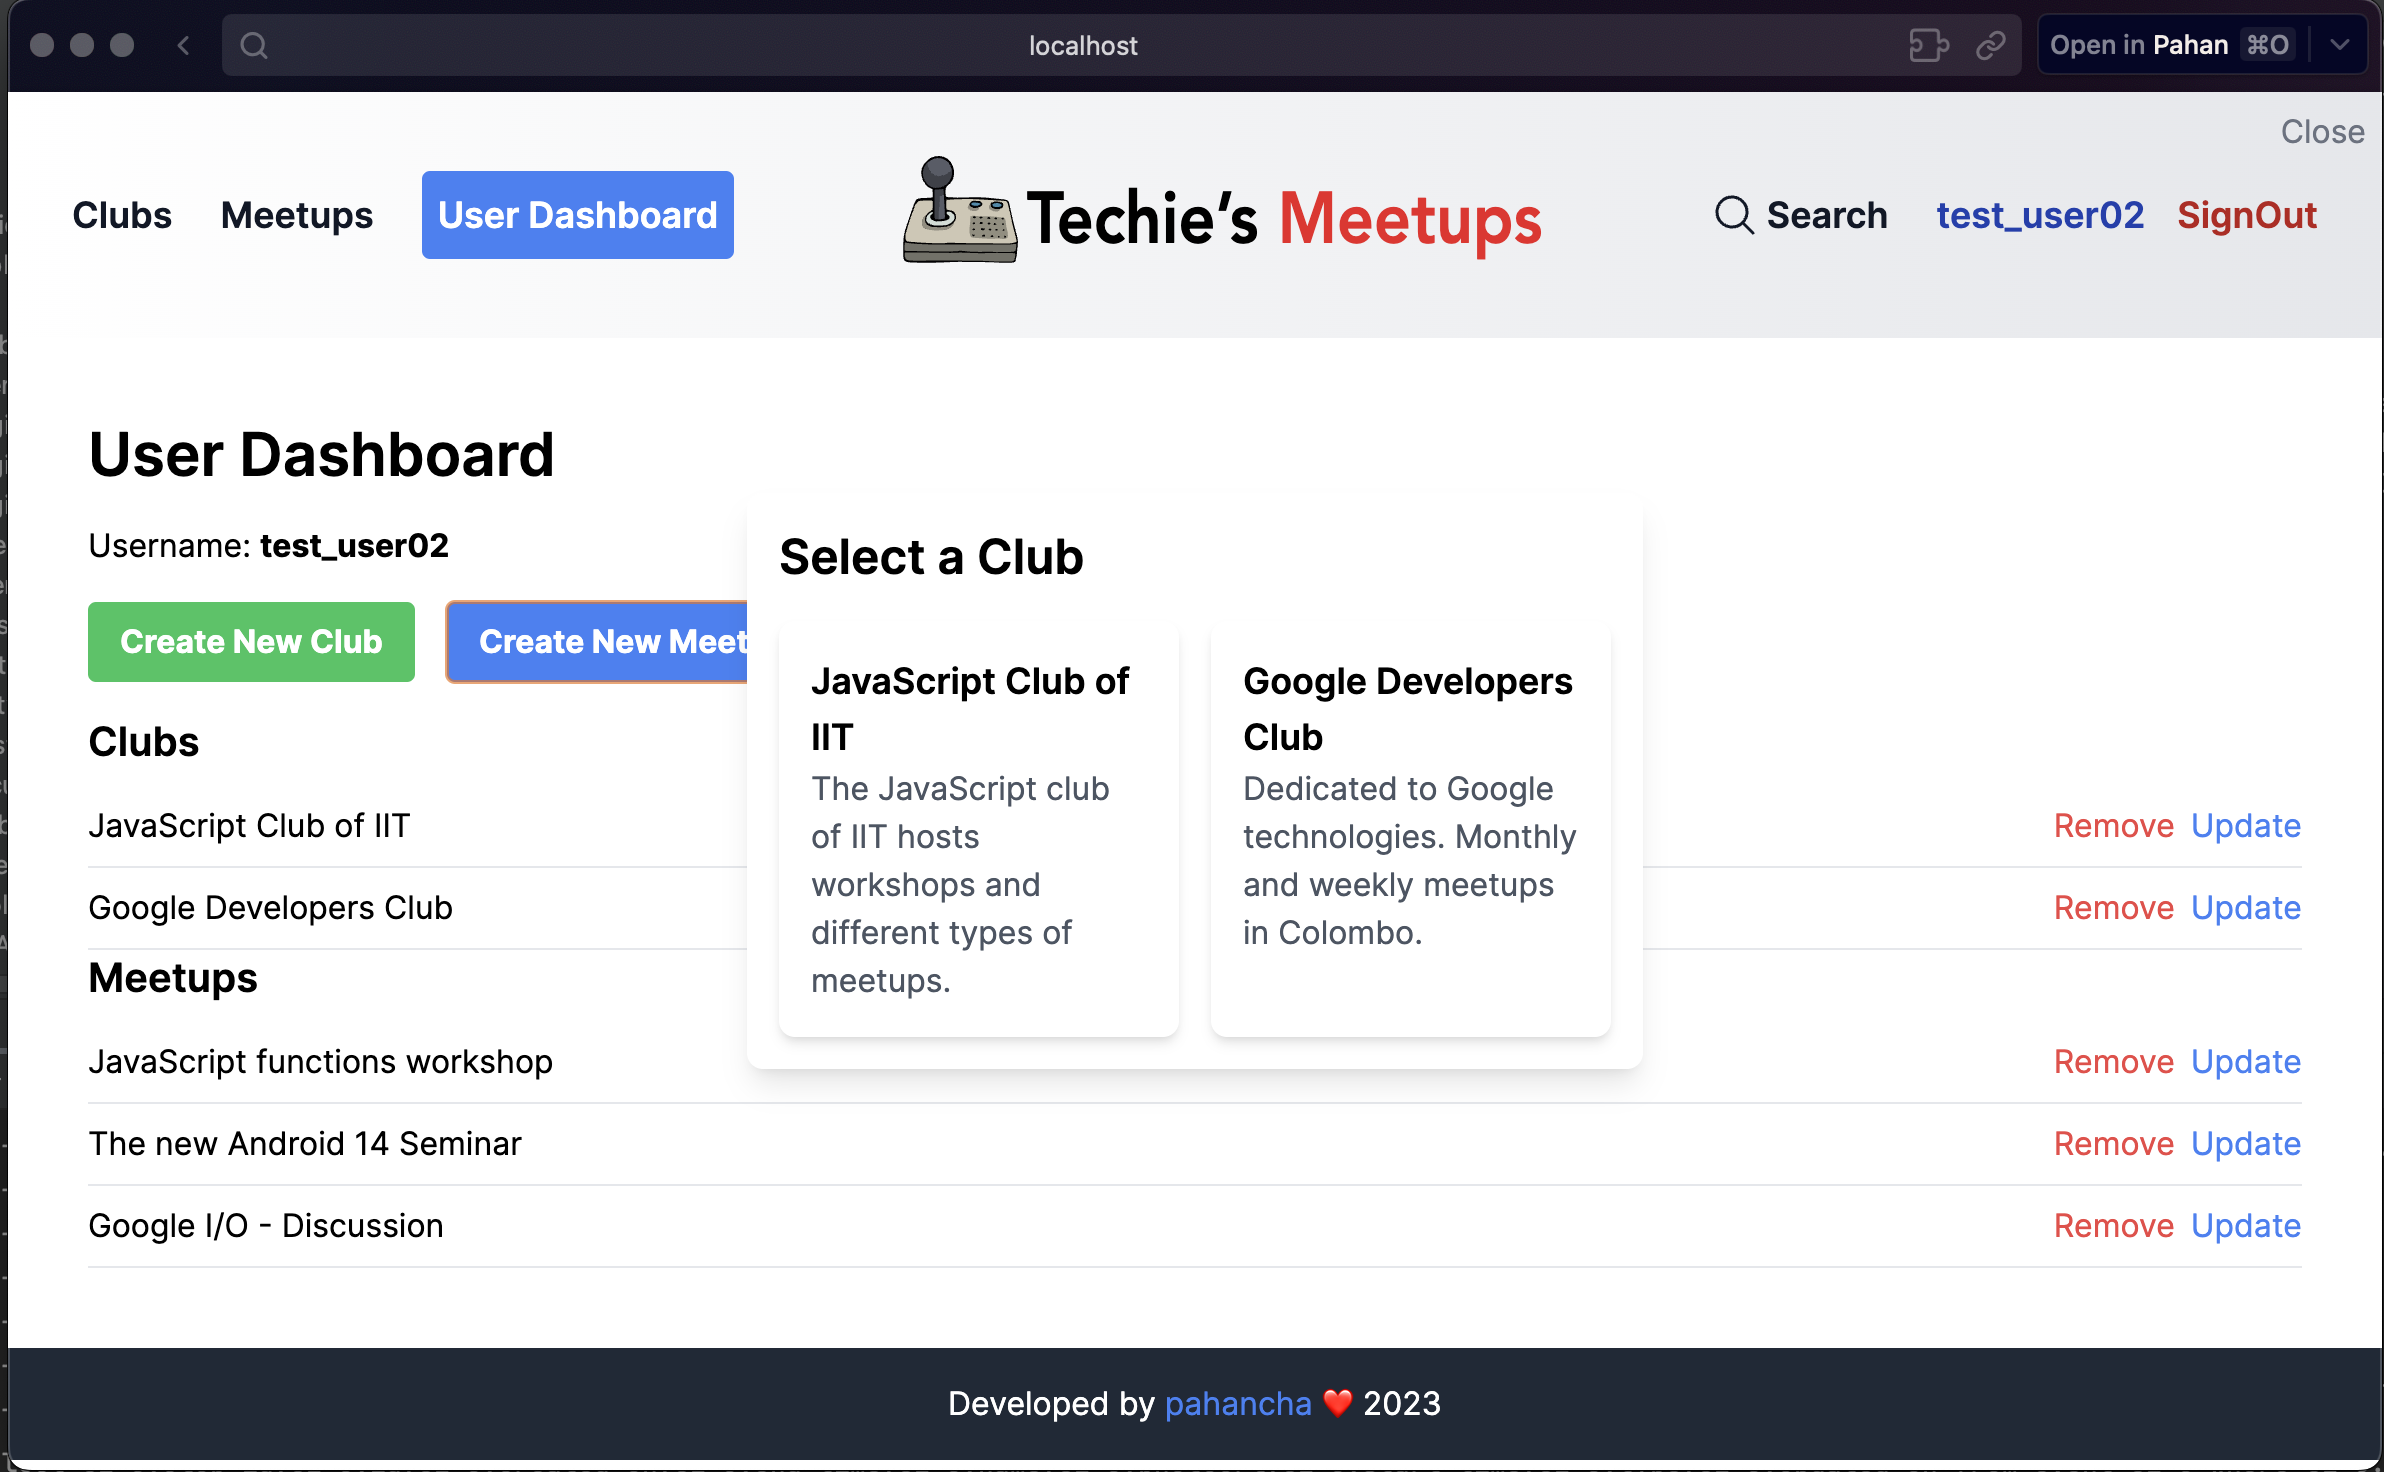 localhost
Open in Pahan ⌘O
Close
Clubs
Meetups
User Dashboard
Techie's Meetups
Search
test_user02
SignOut
User Dashboard
Username: test_user02
Create New Club
Create New Meet
Select a Club
JavaScript Club of
IIT
The JavaScript club
of IIT hosts
workshops and
different types of
meetups.
Google Developers
Club
Dedicated to Google
technologies. Monthly
and weekly meetups
in Colombo.
Clubs
JavaScript Club of IIT
Remove Update
Google Developers Club
Remove Update
Meetups
JavaScript functions workshop
Remove Update
The new Android 14 Seminar
Remove Update
Google I/O - Discussion
Remove Update
Developed by pahancha ❤️ 2023